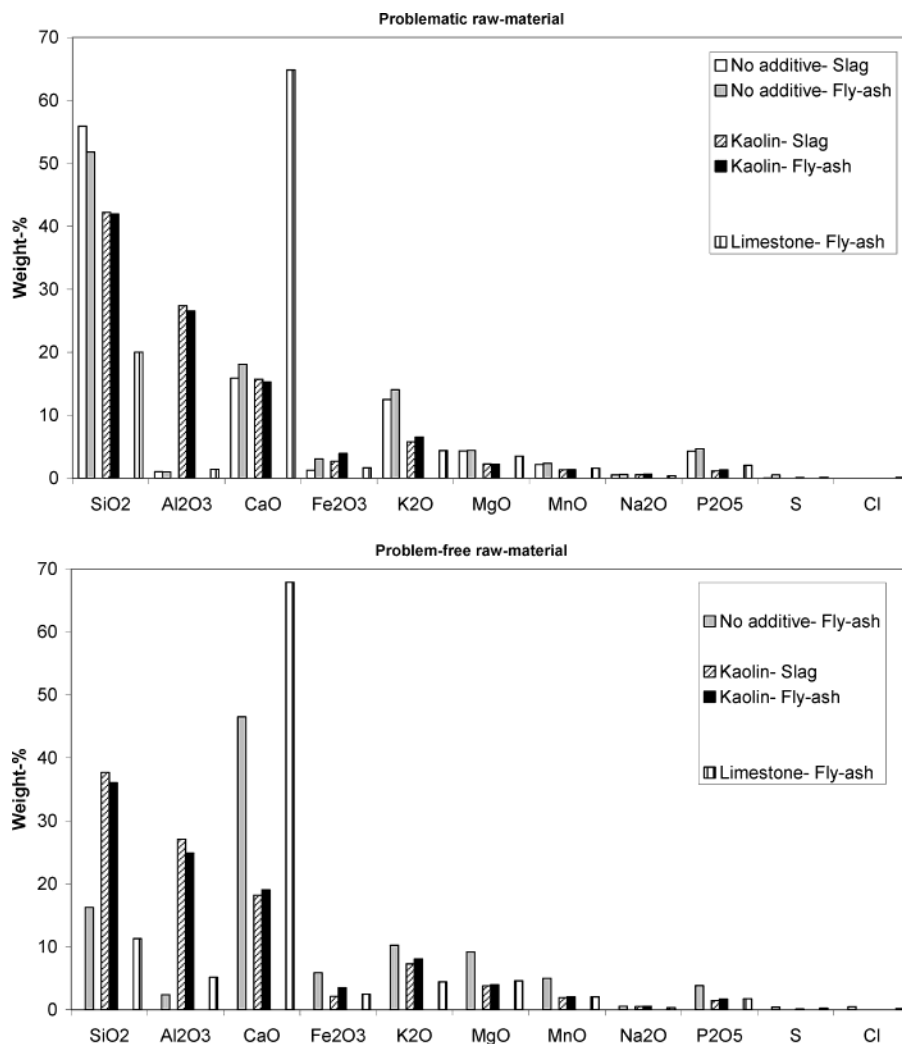 Problematic raw-material
70
60
50
40
30
20
10
0
Weight-%
No additive- Slag
No additive- Fly-ash
Kaolin- Slag
Kaolin- Fly-ash
Limestone- Fly-ash
SiO2 Al2O3 CaO Fe2O3 K2O MgO MnO Na2O P2O5 S Cl
Problem-free raw-material
70
60
50
40
30
20
10
0
Weight-%
No additive- Fly-ash
Kaolin- Slag
Kaolin- Fly-ash
Limestone- Fly-ash
SiO2 Al2O3 CaO Fe2O3 K2O MgO MnO Na2O P2O5 S Cl